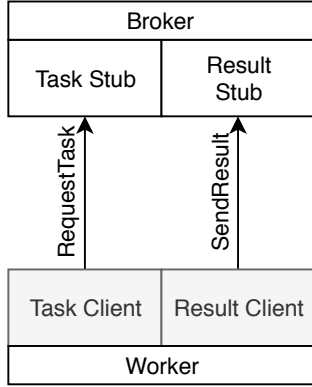 Broker
Task Stub
Result
Stub
RequestTask
SendResult
Task Client
Result Client
Worker